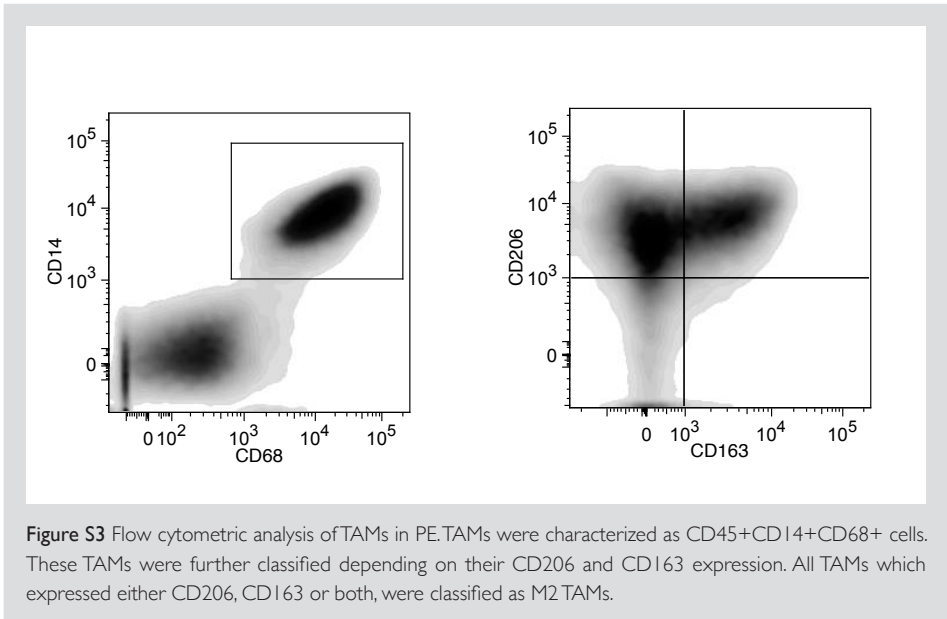 10^5
10^4
10^3
0
CD14
0 10^2 10^3 10^4 10^5
CD68
10^5
10^4
10^3
0
CD206
0 10^3 10^4 10^5
CD163
Figure S3 Flow cytometric analysis of TAMs in PE. TAMs were characterized as CD45+CD14+CD68+ cells.
These TAMs were further classified depending on their CD206 and CD163 expression. All TAMs which
expressed either CD206, CD163 or both, were classified as M2 TAMs.